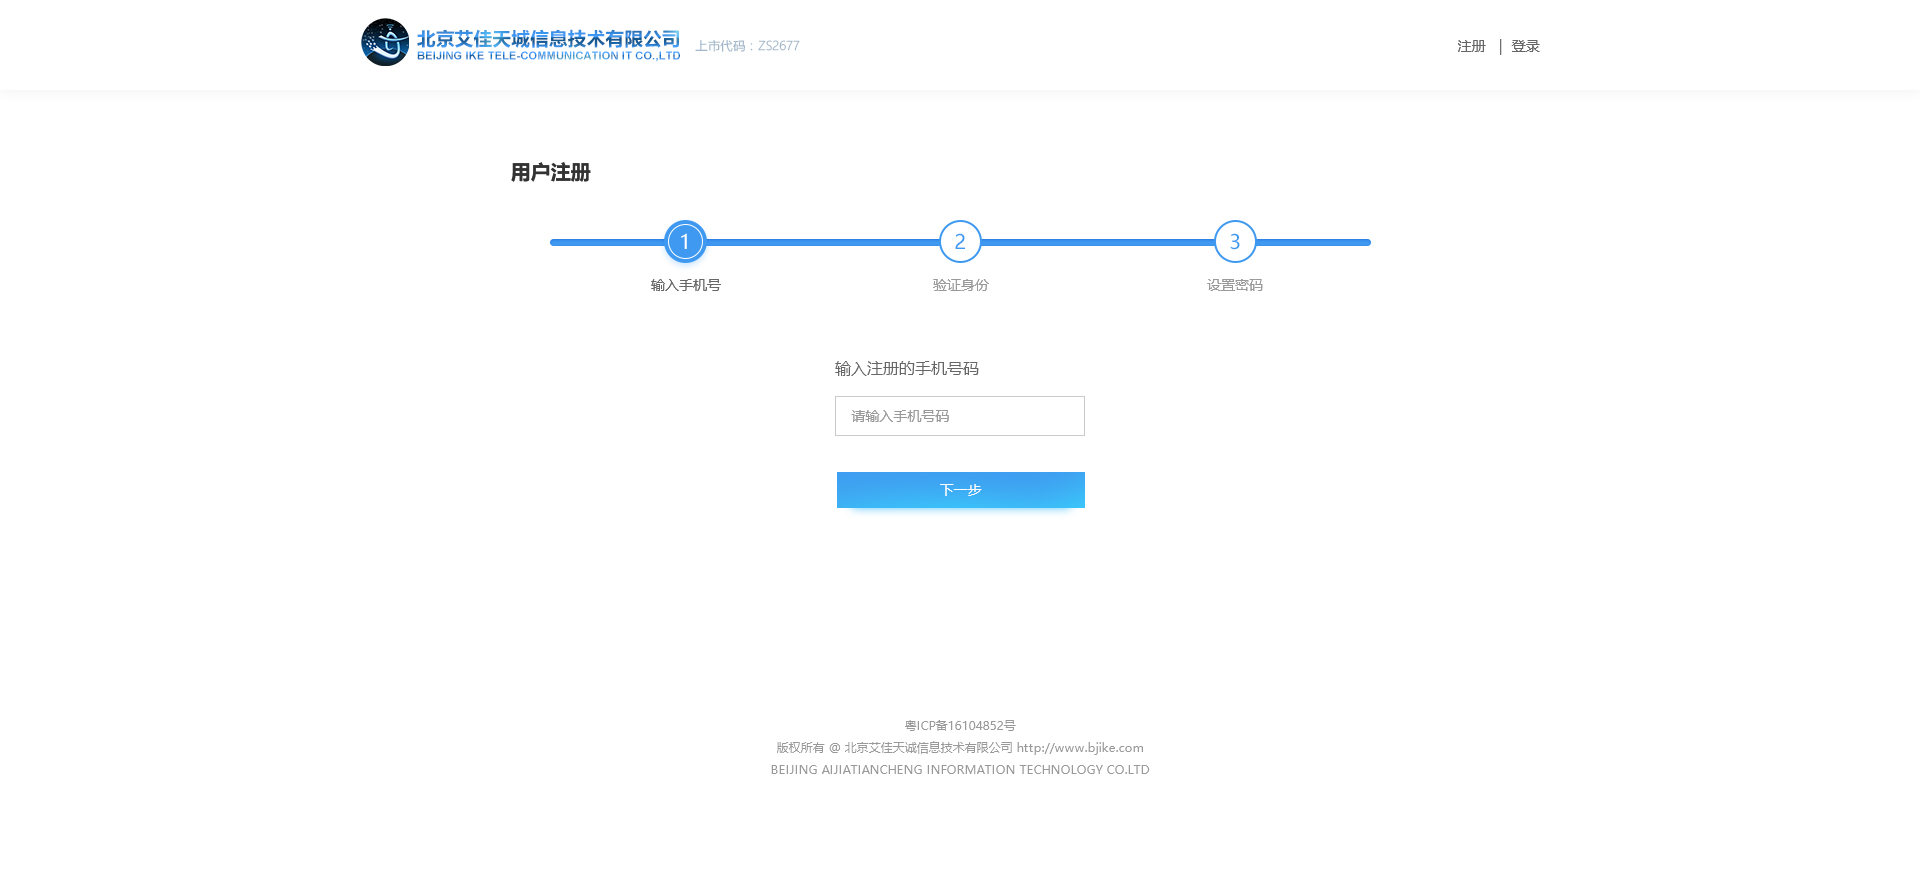 北京艾佳天诚信息技术有限公司
BEIJING IKE TELE-COMMUNICATION IT CO.,LTD
上市代码：ZS2677
注册 | 登录
用户注册
1 2 3
输入手机号 验证身份 设置密码
输入注册的手机号码
请输入手机号码
下一步
粤ICP备16104852号
版权所有 @ 北京艾佳天诚信息技术有限公司 http://www.bjike.com
BEIJING AIJIATIANCHENG INFORMATION TECHNOLOGY CO.LTD